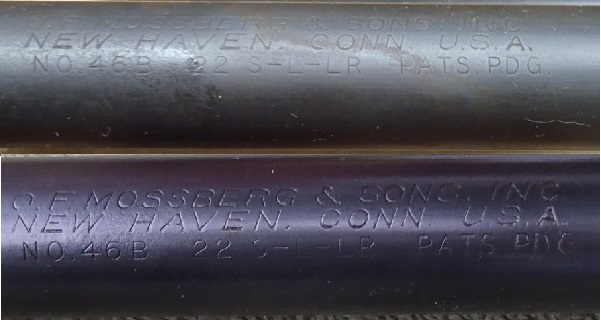 O.F. MOSSBERG & SONS, INC
NEW HAVEN, CONN. U.S.A.
NO. 46B 22 S-L-LR PATS.PDG.
O.F. MOSSBERG & SONS, INC
NEW HAVEN, CONN. U.S.A.
NO. 46B 22 S-L-LR PATS.PDG